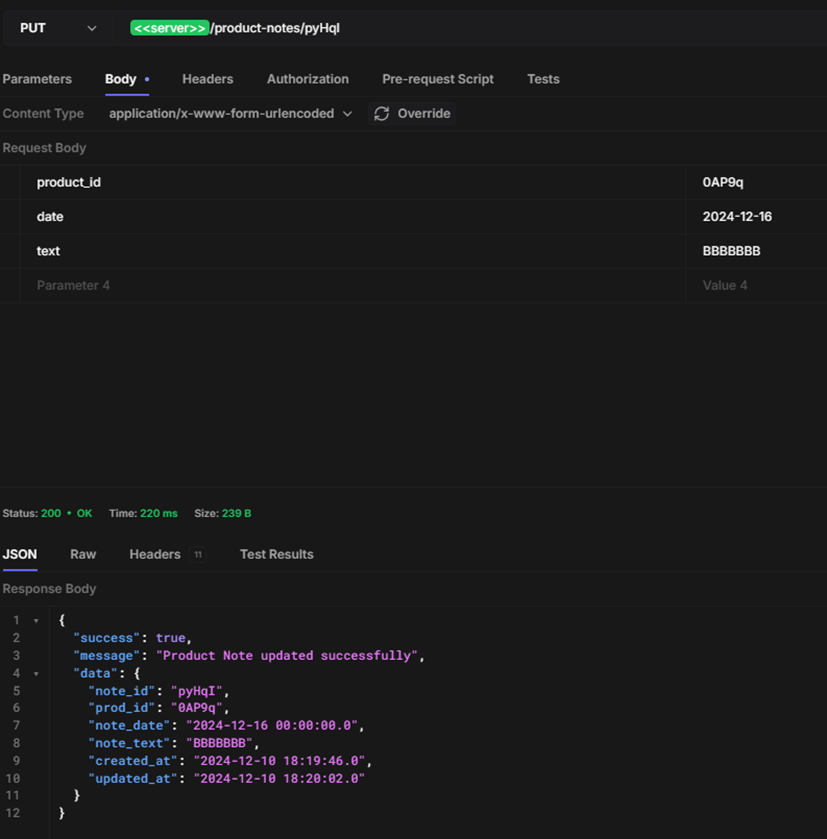 PUT <<server>>/product-notes/pyHqI
Parameters Body • Headers Authorization Pre-request Script Tests
Content Type application/x-www-form-urlencoded Override
Request Body
product_id 0AP9q
date 2024-12-16
text BBBBBBB
Parameter 4 Value 4
Status: 200 • OK Time: 220 ms Size: 239 B
JSON Raw Headers 11 Test Results
Response Body
1 {
2 "success": true,
3 "message": "Product Note updated successfully",
4 "data": {
5 "note_id": "pyHqI",
6 "prod_id": "0AP9q",
7 "note_date": "2024-12-16 00:00:00.0",
8 "note_text": "BBBBBBB",
9 "created_at": "2024-12-10 18:19:46.0",
10 "updated_at": "2024-12-10 18:20:02.0"
11 }
12 }